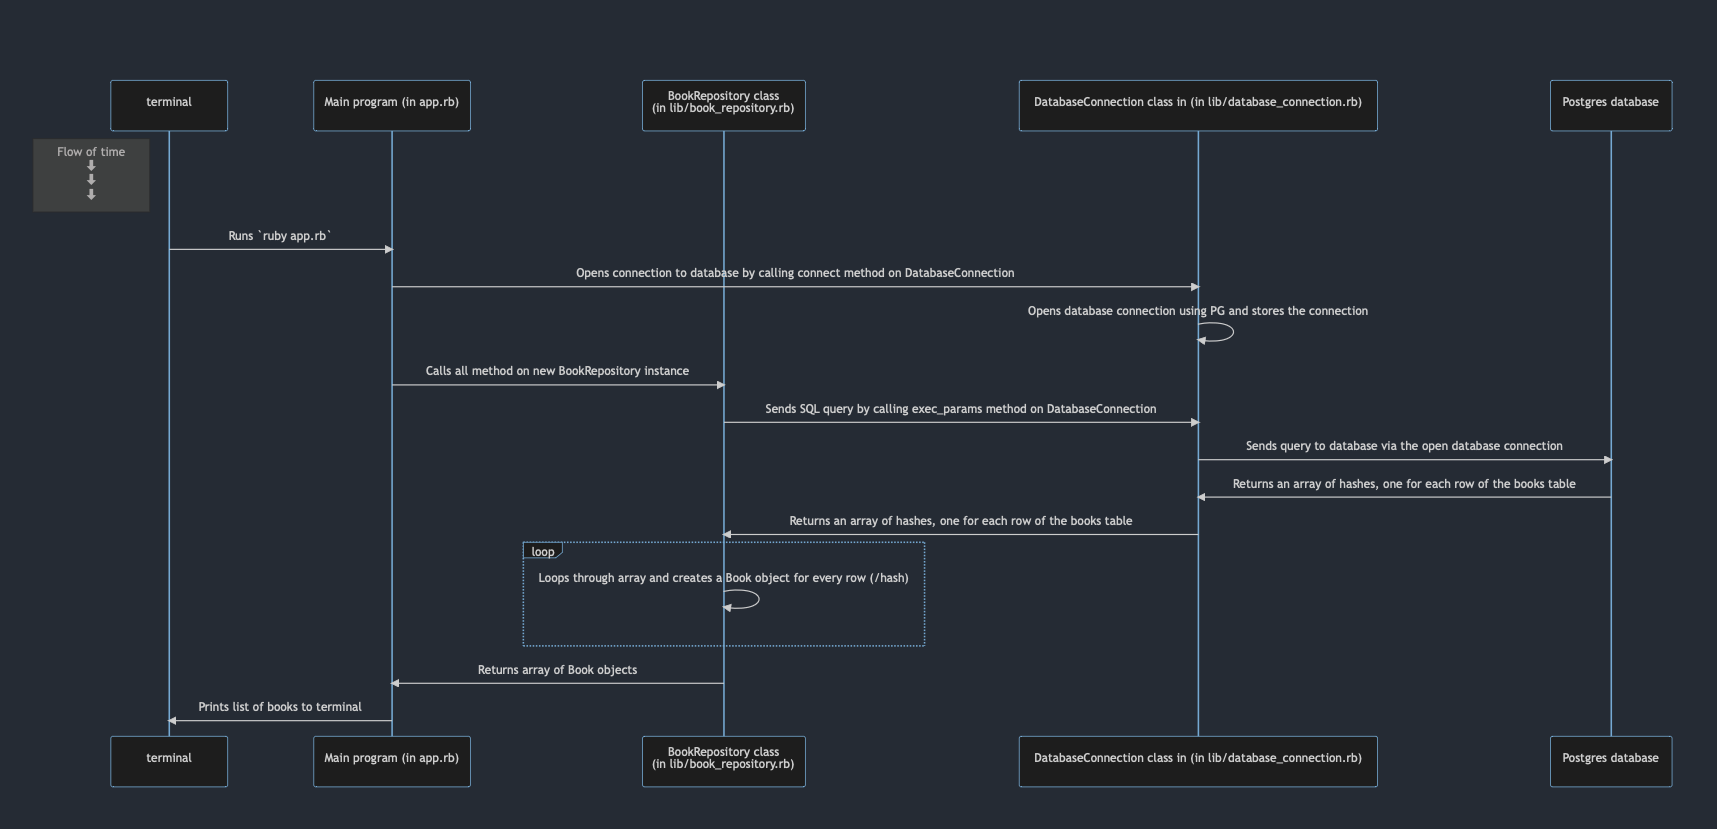 terminal
Main program (in app.rb)
BookRepository class
(in lib/book_repository.rb)
DatabaseConnection class in (in lib/database_connection.rb)
Postgres database
Flow of time
Runs `ruby app.rb`
Opens connection to database by calling connect method on DatabaseConnection
Opens database connection using PG and stores the connection
Calls all method on new BookRepository instance
Sends SQL query by calling exec_params method on DatabaseConnection
Sends query to database via the open database connection
Returns an array of hashes, one for each row of the books table
Returns an array of hashes, one for each row of the books table
loop
Loops through array and creates a Book object for every row (/hash)
Returns array of Book objects
Prints list of books to terminal
terminal
Main program (in app.rb)
BookRepository class
(in lib/book_repository.rb)
DatabaseConnection class in (in lib/database_connection.rb)
Postgres database